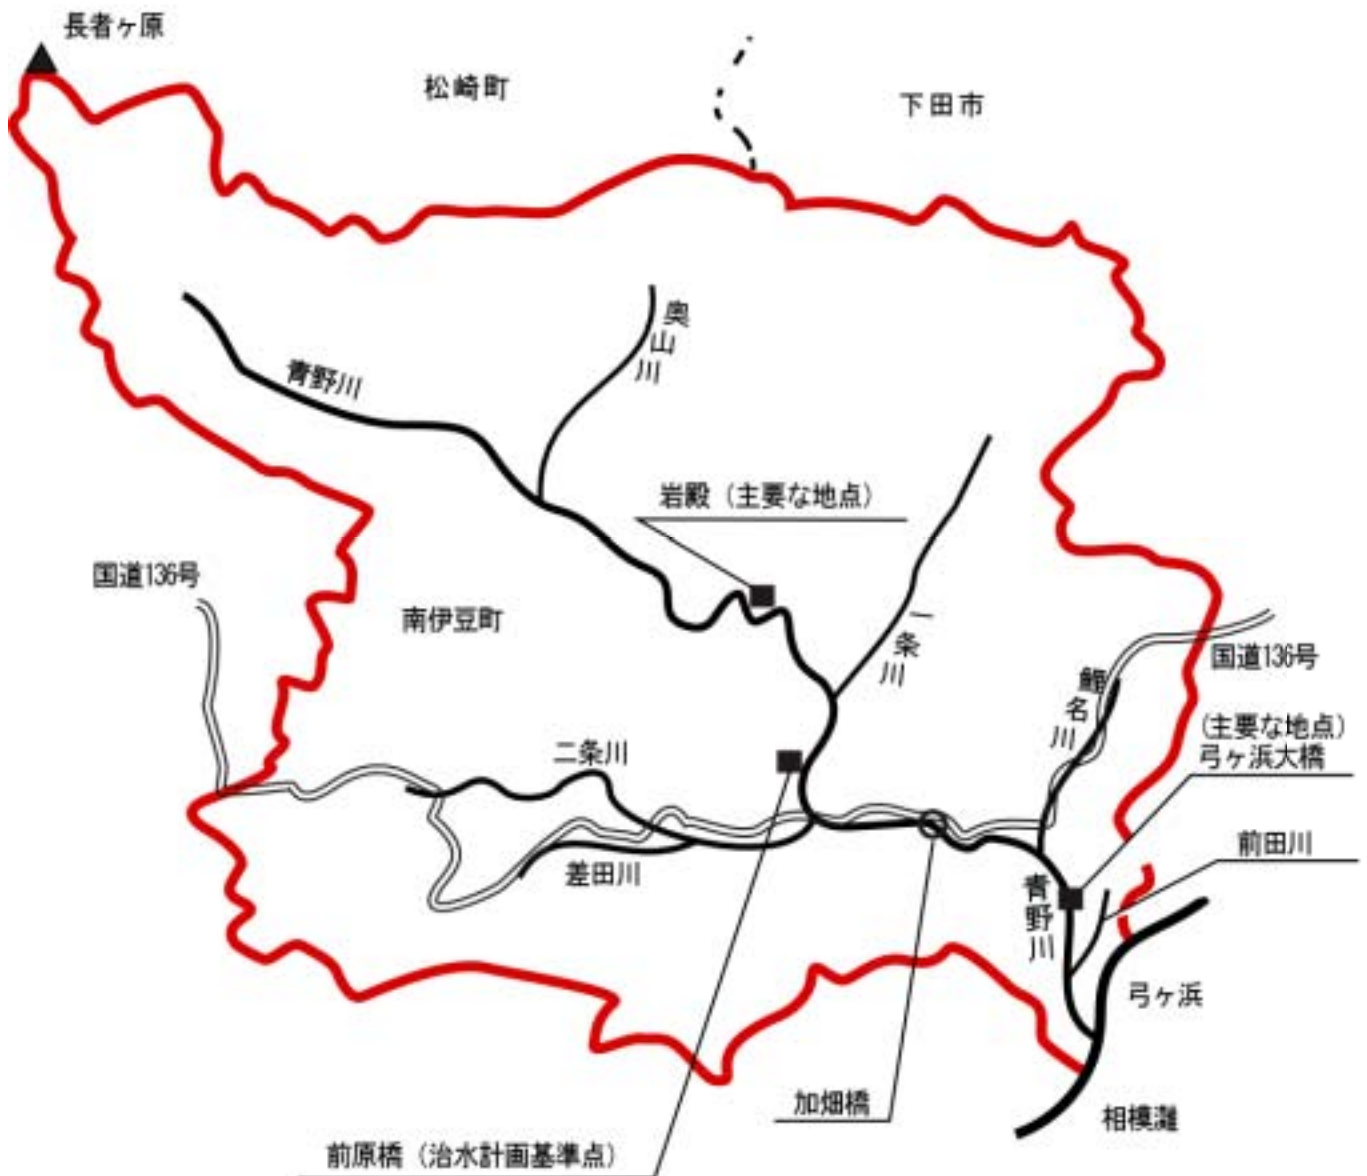 長者ヶ原
松崎町
下田市
青野川
奥山川
岩殿（主要な地点）
国道136号
南伊豆町
一条川
国道136号
鯉名川
(主要な地点)
弓ヶ浜大橋
二条川
前田川
差田川
青野川
弓ヶ浜
加畑橋
相模灘
前原橋（治水計画基準点）